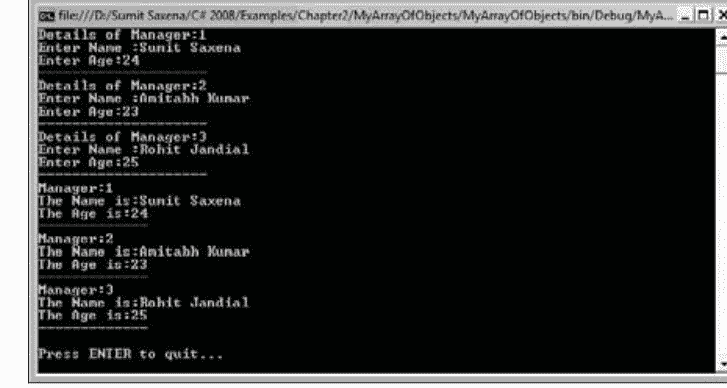 file:///D:/Sumit Saxena/C# 2008/Examples/Chapter2/MyArrayOfObjects/MyArrayOfObjects/bin/Debug/MyA...
Details of Manager:1
Enter Name :Sumit Saxena
Enter Age:24
--------------------
Details of Manager:2
Enter Name :Amitabh Kumar
Enter Age:23
--------------------
Details of Manager:3
Enter Name :Rohit Jandial
Enter Age:25
--------------------
Manager:1
The Name is:Sumit Saxena
The Age is:24
-------------
Manager:2
The Name is:Amitabh Kumar
The Age is:23
-------------
Manager:3
The Name is:Rohit Jandial
The Age is:25
-------------
Press ENTER to quit...